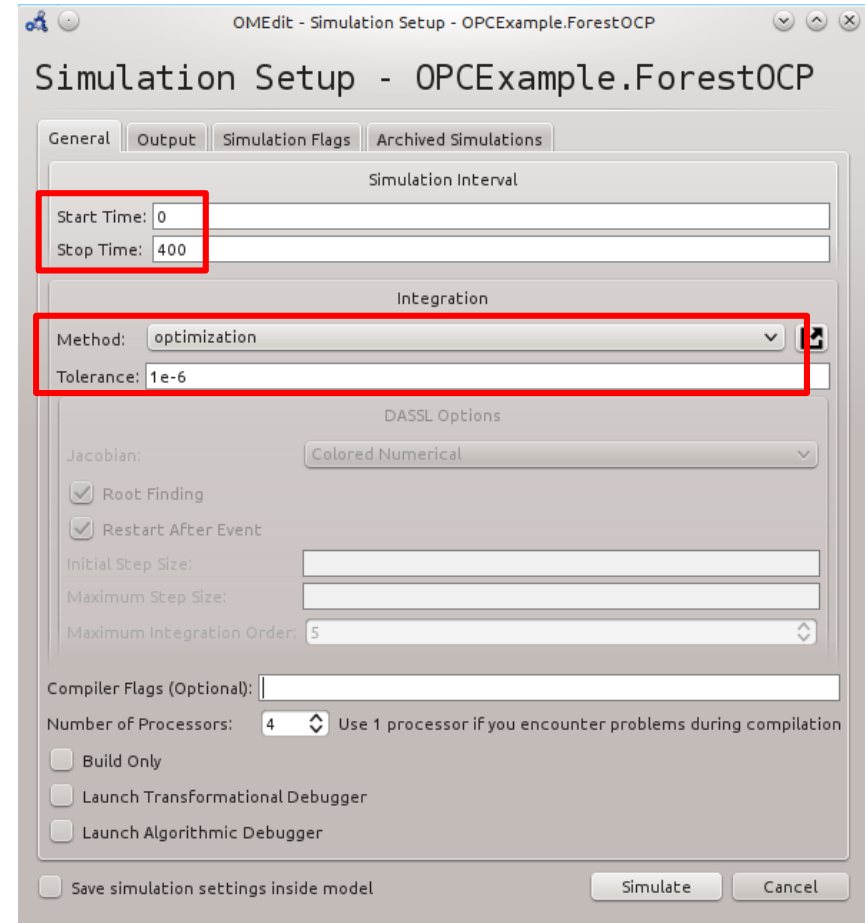 OMEdit - Simulation Setup - OPCExample.ForestOCP
Simulation Setup - OPCExample.ForestOCP
General Output Simulation Flags Archived Simulations
Simulation Interval
Start Time: 0
Stop Time: 400
Integration
Method: optimization
Tolerance: 1e-6
DASSL Options
Jacobian: Colored Numerical
Root Finding
Restart After Event
Initial Step Size:
Maximum Step Size:
Maximum Integration Order: 5
Compiler Flags (Optional):
Number of Processors: 4 Use 1 processor if you encounter problems during compilation
Build Only
Launch Transformational Debugger
Launch Algorithmic Debugger
Save simulation settings inside model Simulate Cancel